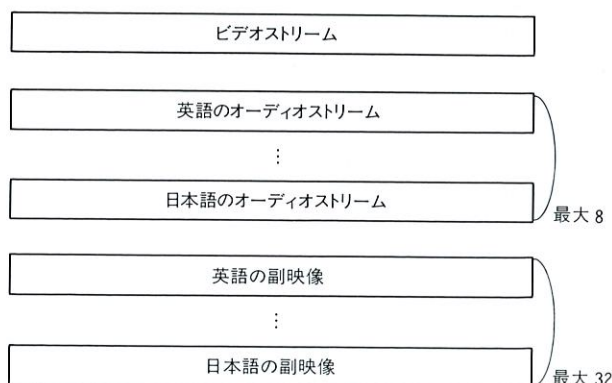 ビデオストリーム
英語のオーディオストリーム
⋮
日本語のオーディオストリーム
最大 8
英語の副映像
⋮
日本語の副映像
最大 32